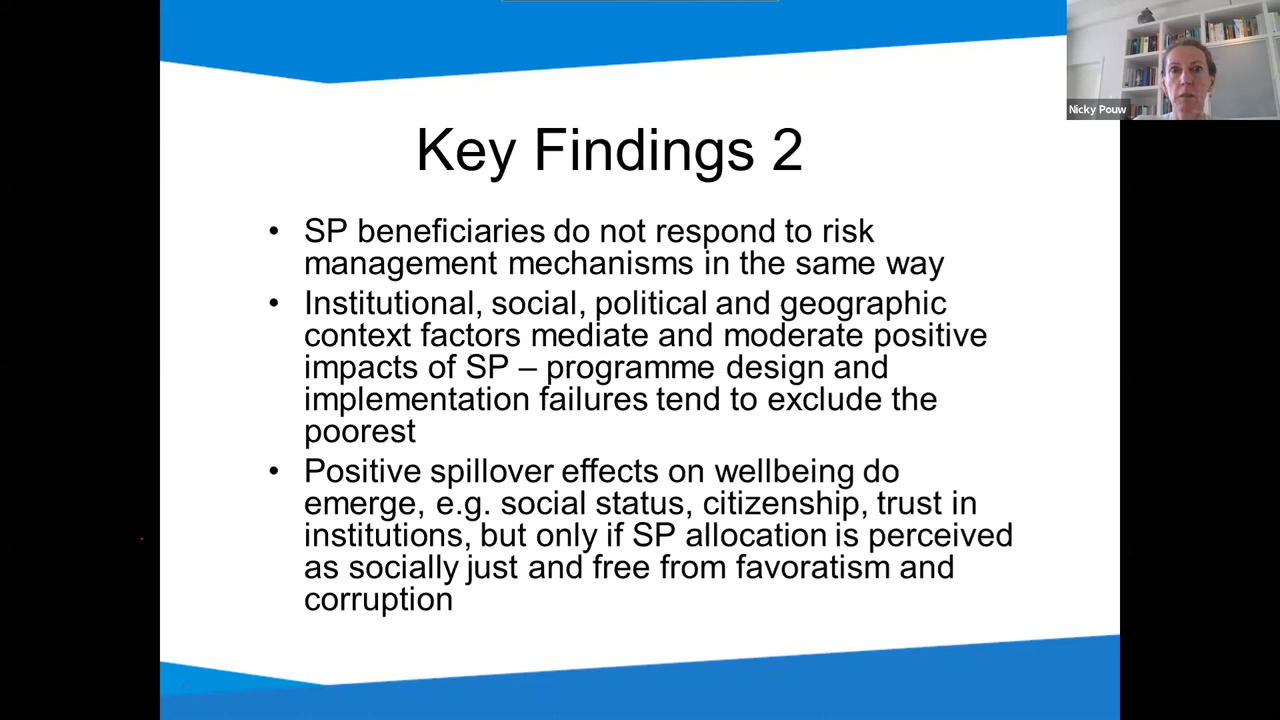 Nicky Pouw
Key Findings 2
• SP beneficiaries do not respond to risk
management mechanisms in the same way
• Institutional, social, political and geographic
context factors mediate and moderate positive
impacts of SP – programme design and
implementation failures tend to exclude the
poorest
• Positive spillover effects on wellbeing do
emerge, e.g. social status, citizenship, trust in
institutions, but only if SP allocation is perceived
as socially just and free from favoratism and
corruption